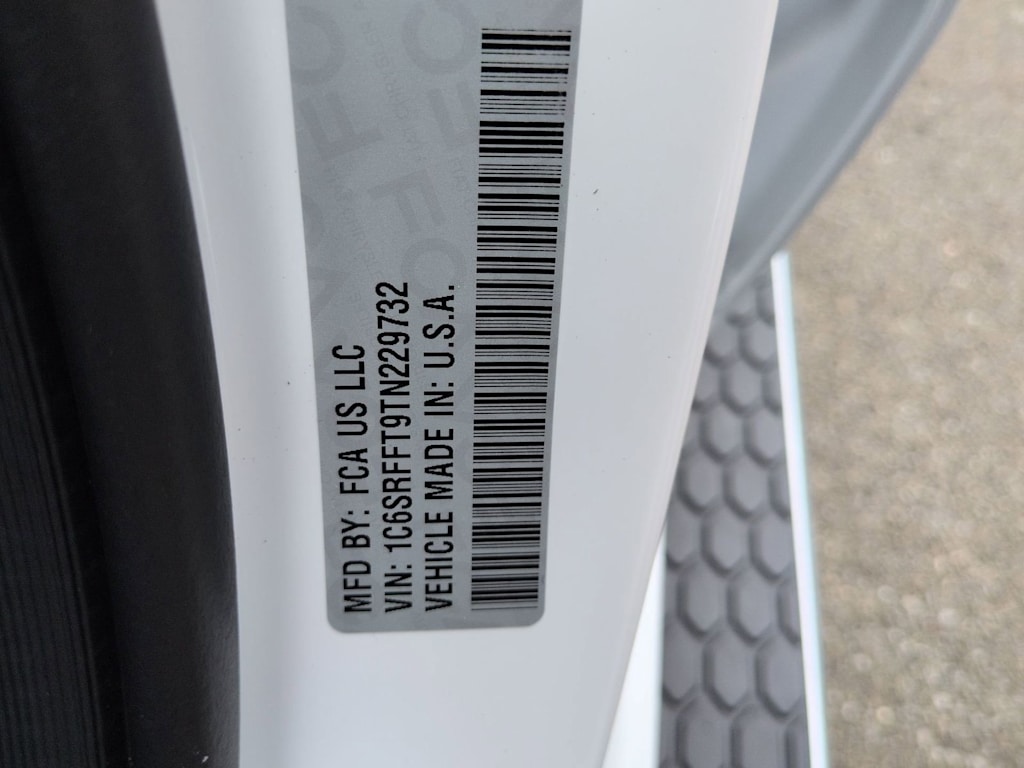 MFD BY: FCA US LLC
VIN: 1C6SRFFT9TN229732
VEHICLE MADE IN: U.S.A.